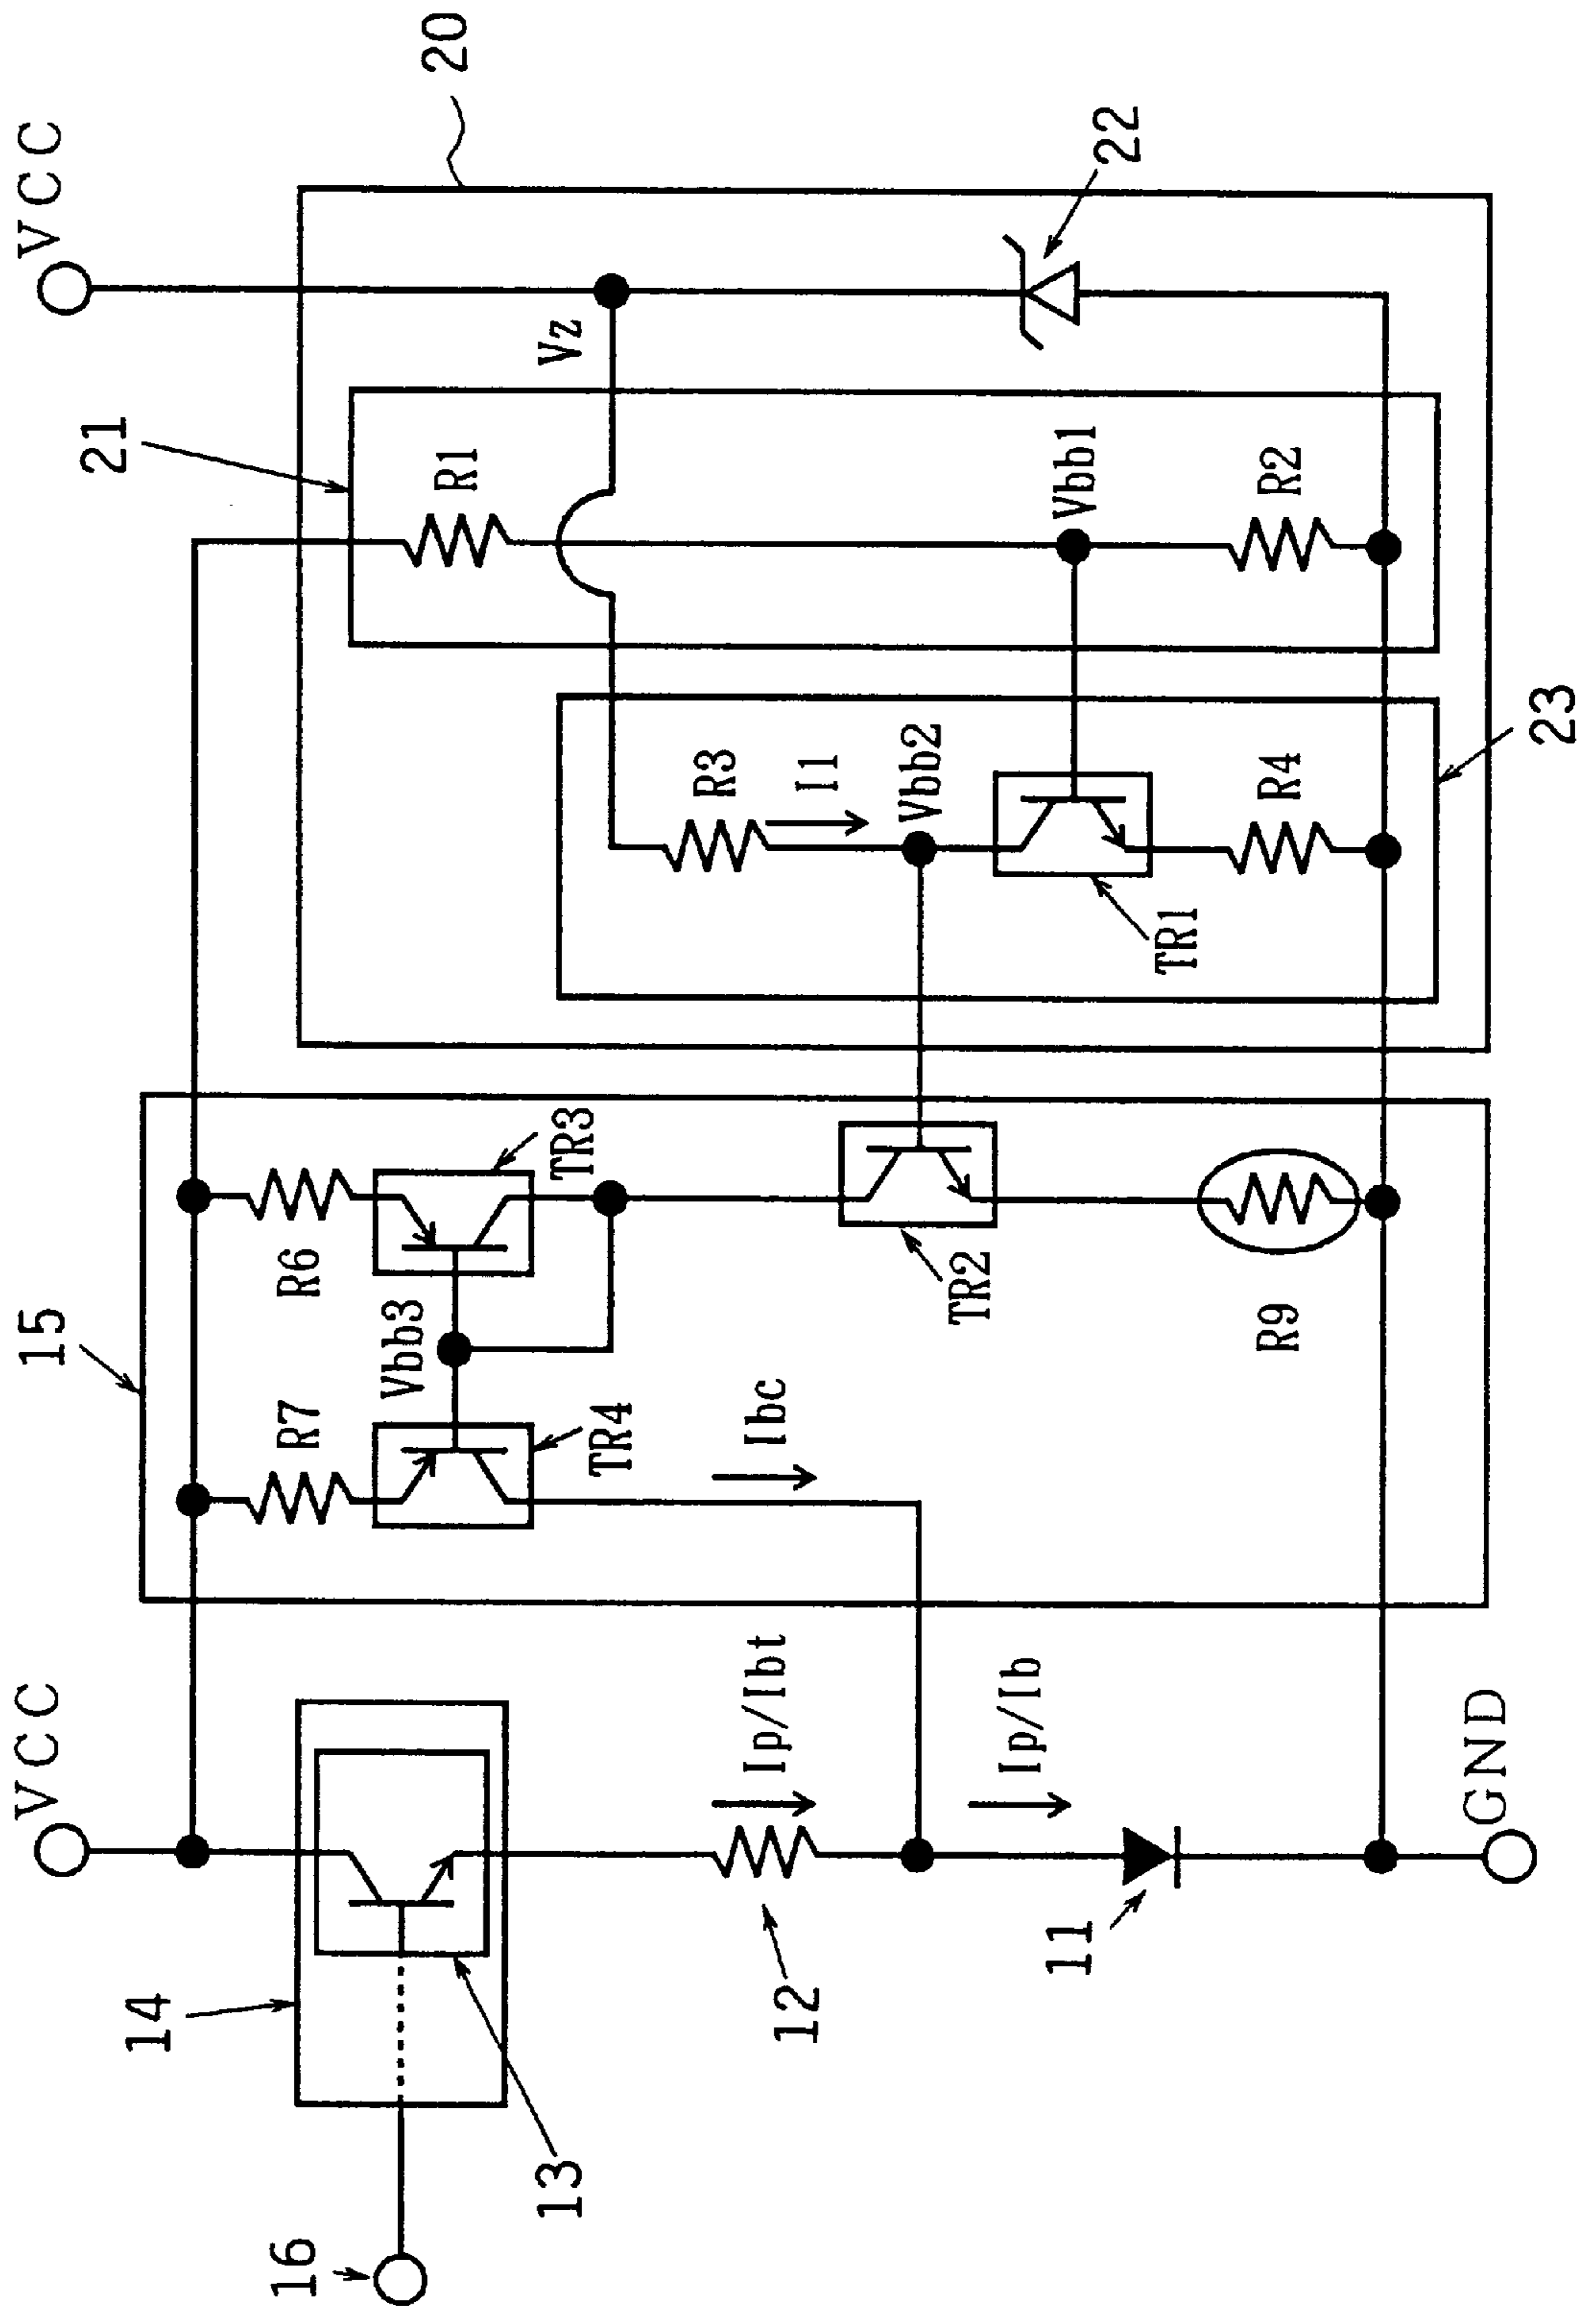 VCC
VCC
20
21
22
Vz
R1
Vbb1
R2
23
R3
I1
Vbb2
R4
TR1
15
TR3
R6
Vbb3
TR2
R9
R7
TR4
Ibc
14
13
16
Ip/Ibt
12
Ip/Ib
11
GND